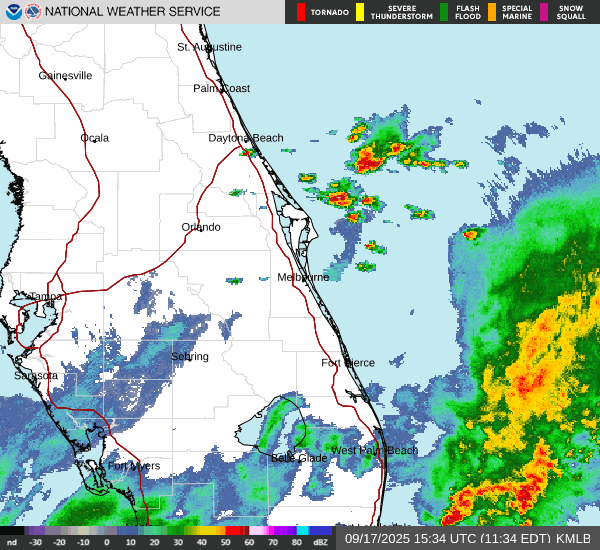 NATIONAL WEATHER SERVICE
TORNADO
SEVERE THUNDERSTORM
FLASH FLOOD
SPECIAL MARINE
SNOW SQUALL
St. Augustine
Gainesville
Palm Coast
Ocala
Daytona Beach
Orlando
Melbourne
Tampa
Sebring
Fort Pierce
Sarasota
West Palm Beach
Belle Glade
Fort Myers
nd -30 -20 -10 0 10 20 30 40 50 60 70 80 dBZ
09/17/2025 15:34 UTC (11:34 EDT) KMLB